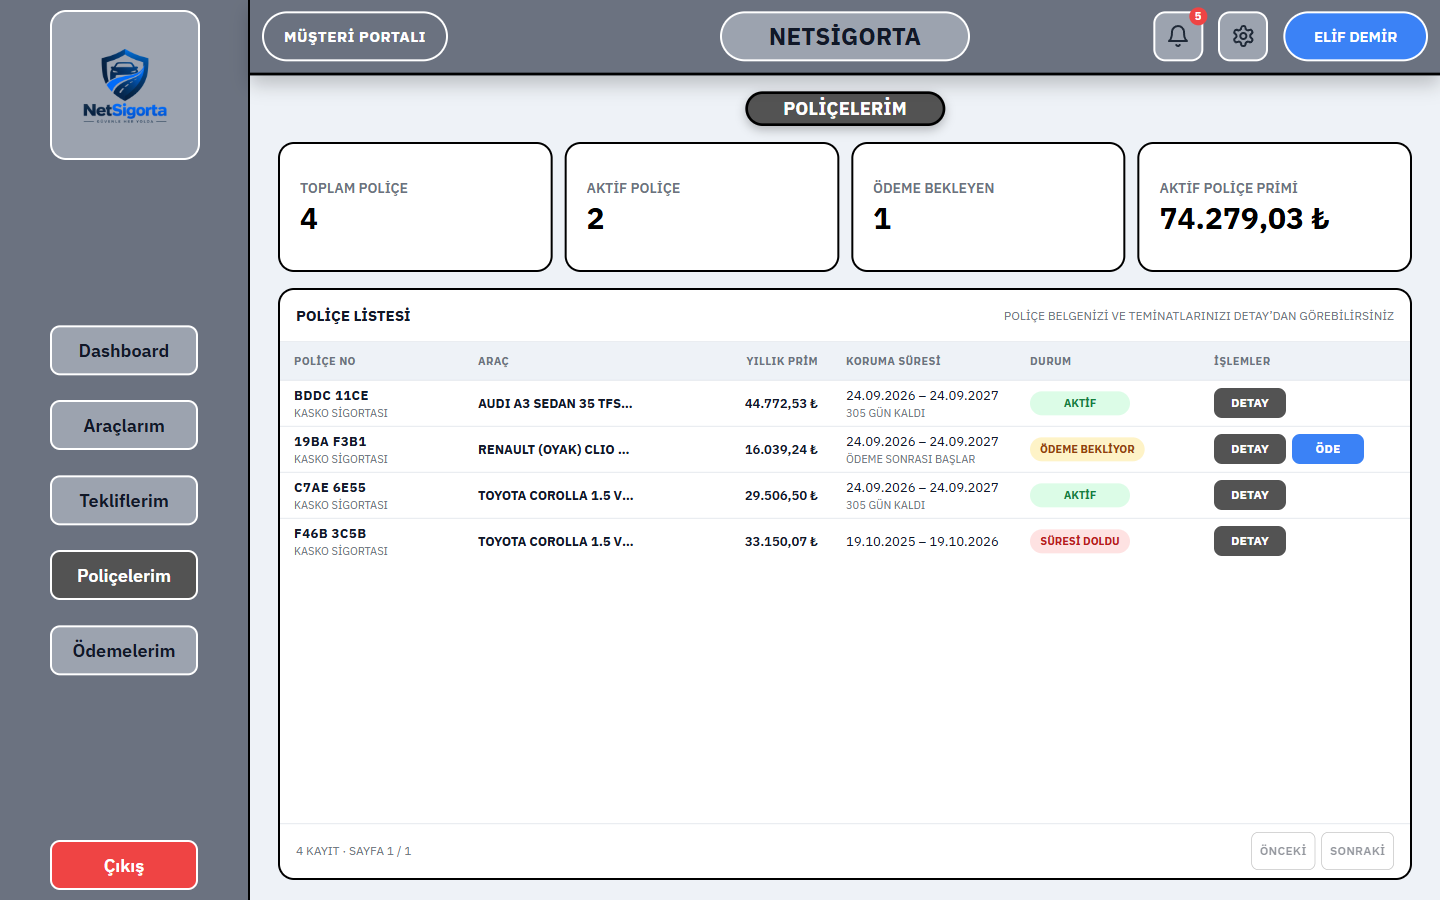 NetSigorta
GÜVENLE HER YOLDA
MÜŞTERİ PORTALI
NETSİGORTA
5
ELİF DEMİR
Dashboard
Araçlarım
Tekliflerim
Poliçelerim
Ödemelerim
Çıkış
POLİÇELERİM
TOPLAM POLİÇE
4
AKTİF POLİÇE
2
ÖDEME BEKLEYEN
1
AKTİF POLİÇE PRİMİ
74.279,03 ₺
POLİÇE LİSTESİ
POLİÇE BELGENİZİ VE TEMİNATLARINIZI DETAY'DAN GÖREBİLİRSİNİZ
POLİÇE NO ARAÇ YILLIK PRİM KORUMA SÜRESİ DURUM İŞLEMLER
BDDC 11CE AUDI A3 SEDAN 35 TFS... 44.772,53 ₺ 24.09.2026 – 24.09.2027 AKTİF DETAY
KASKO SİGORTASI 305 GÜN KALDI
19BA F3B1 RENAULT (OYAK) CLIO ... 16.039,24 ₺ 24.09.2026 – 24.09.2027 ÖDEME BEKLİYOR DETAY ÖDE
KASKO SİGORTASI ÖDEME SONRASI BAŞLAR
C7AE 6E55 TOYOTA COROLLA 1.5 V... 29.506,50 ₺ 24.09.2026 – 24.09.2027 AKTİF DETAY
KASKO SİGORTASI 305 GÜN KALDI
F46B 3C5B TOYOTA COROLLA 1.5 V... 33.150,07 ₺ 19.10.2025 – 19.10.2026 SÜRESİ DOLDU DETAY
KASKO SİGORTASI
4 KAYIT · SAYFA 1 / 1
ÖNCEKİ SONRAKİ